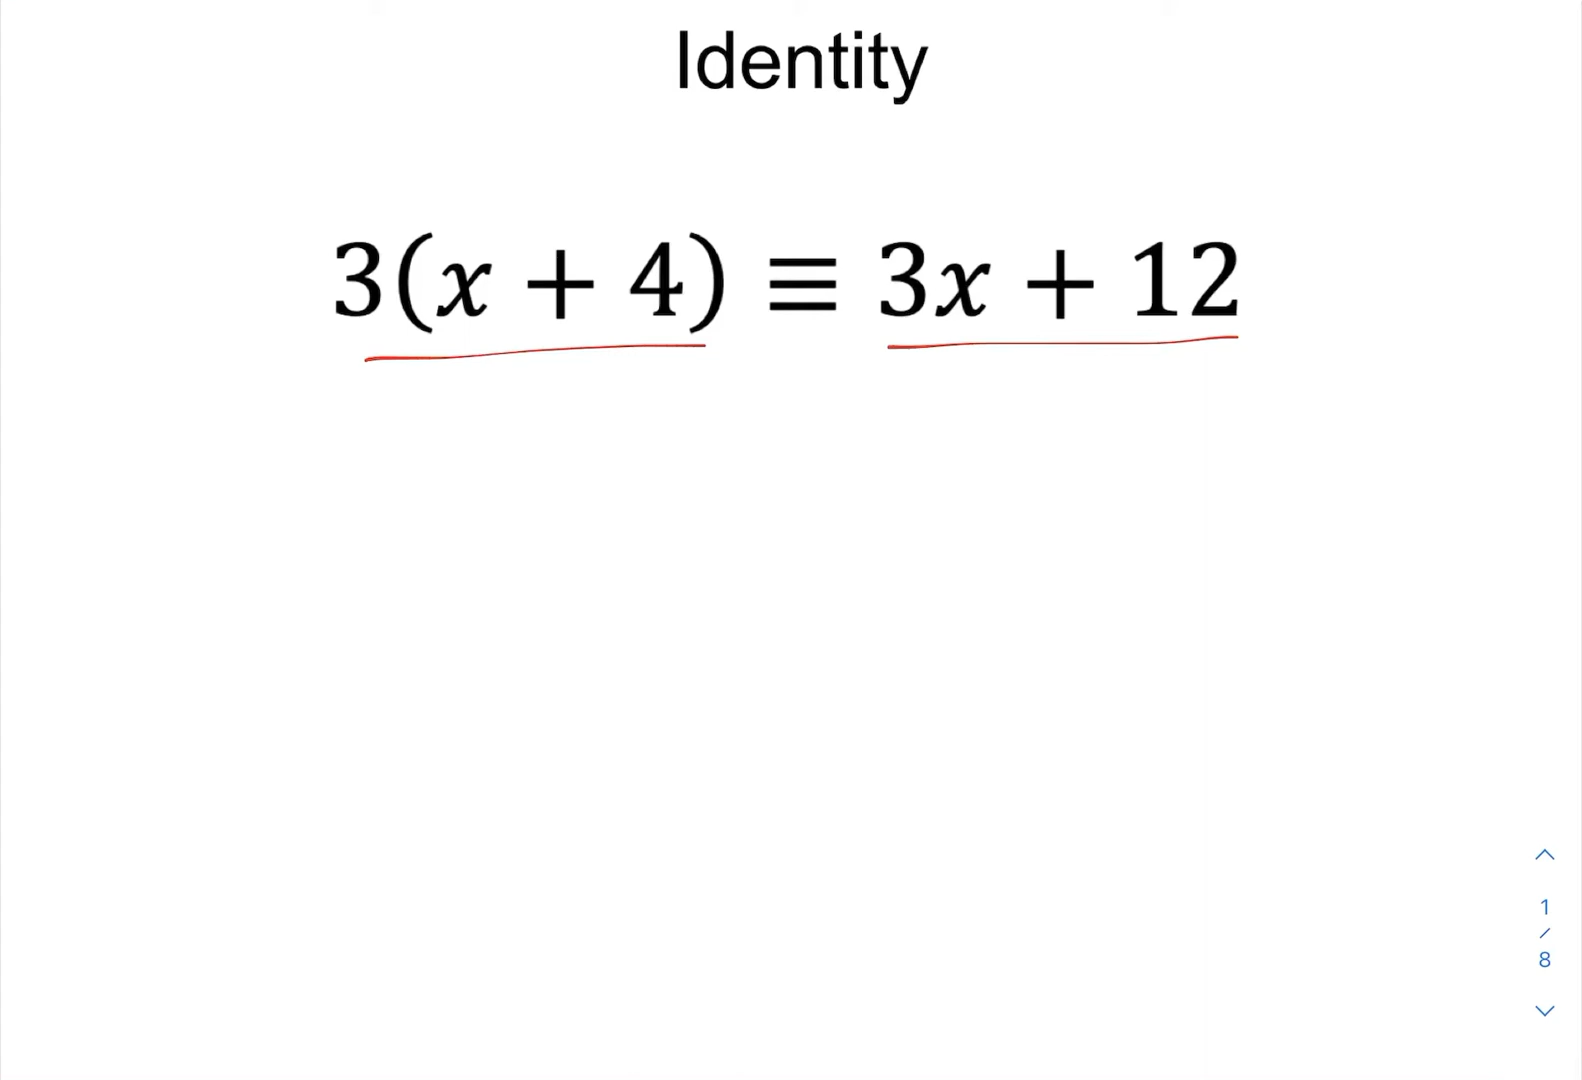 Identity
3(x + 4) ≡ 3x + 12
1
/
8